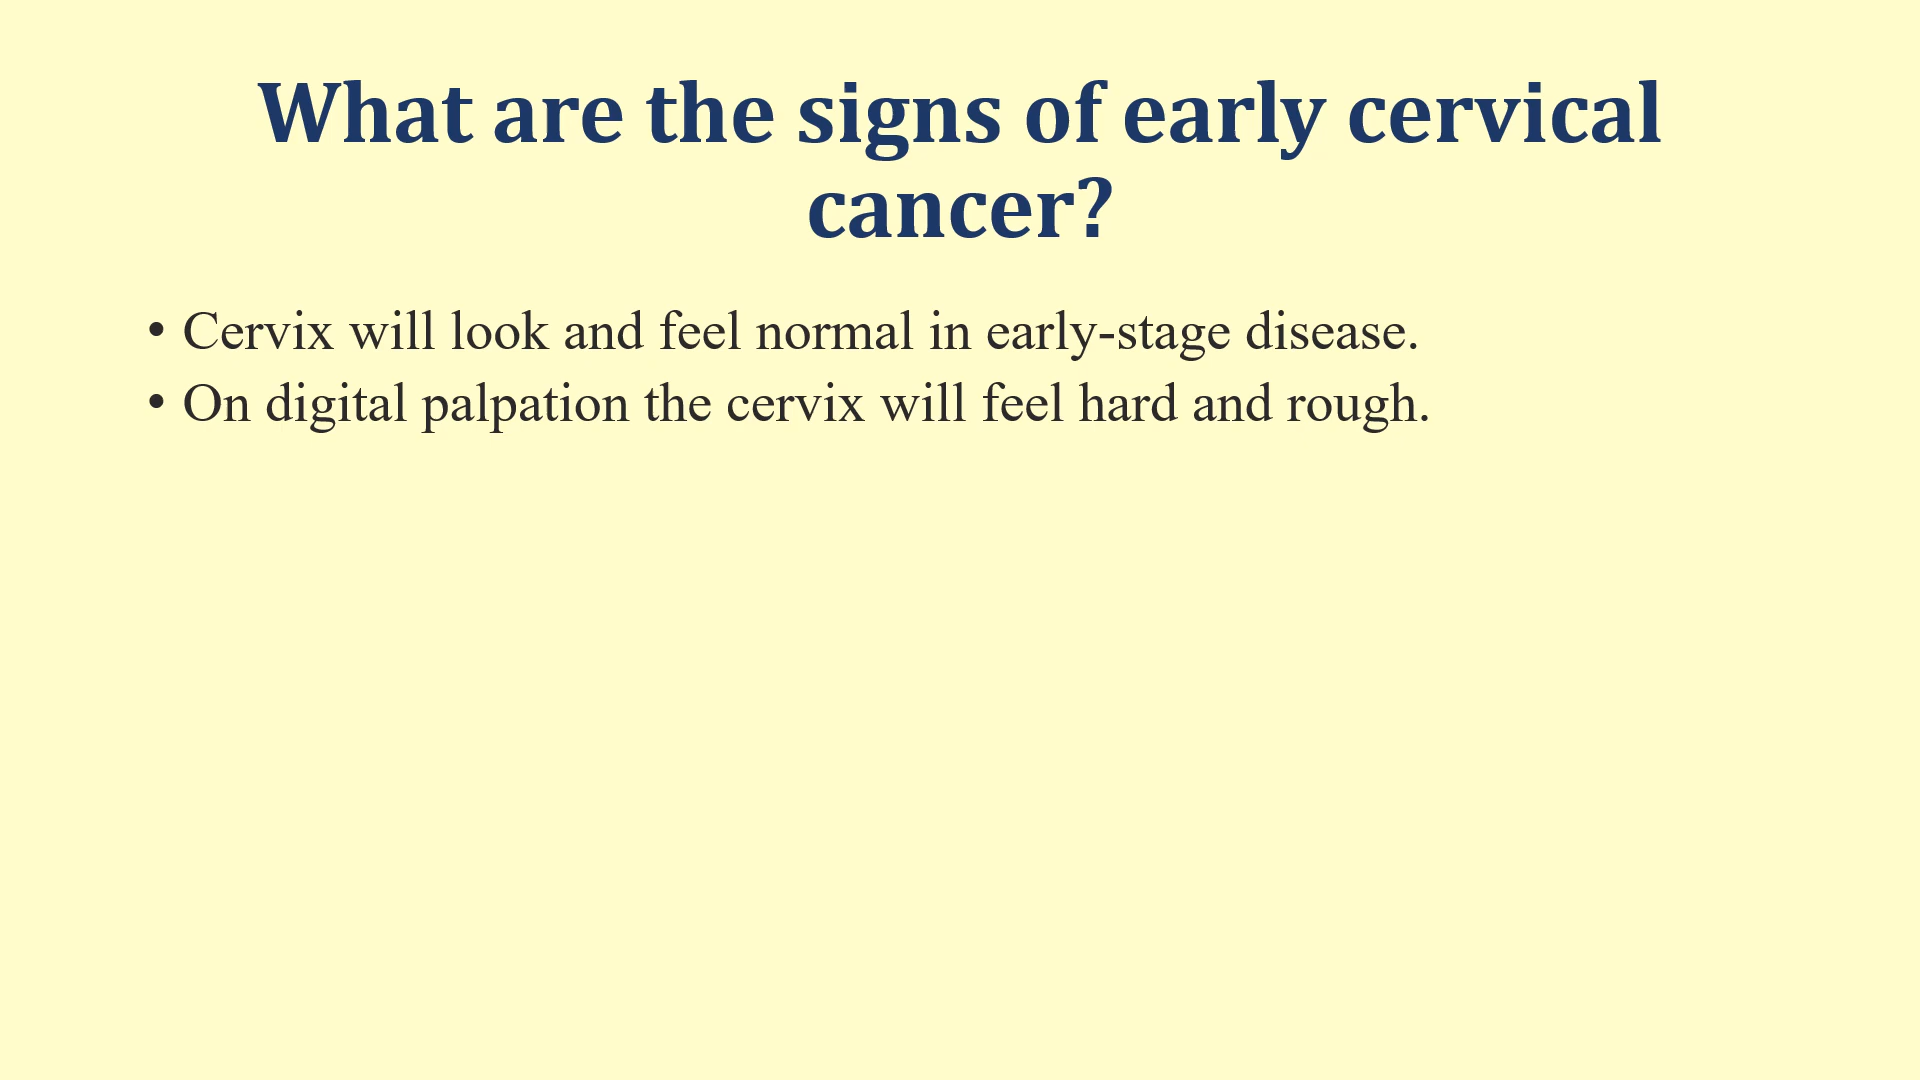 What are the signs of early cervical
cancer?
• Cervix will look and feel normal in early-stage disease.
• On digital palpation the cervix will feel hard and rough.